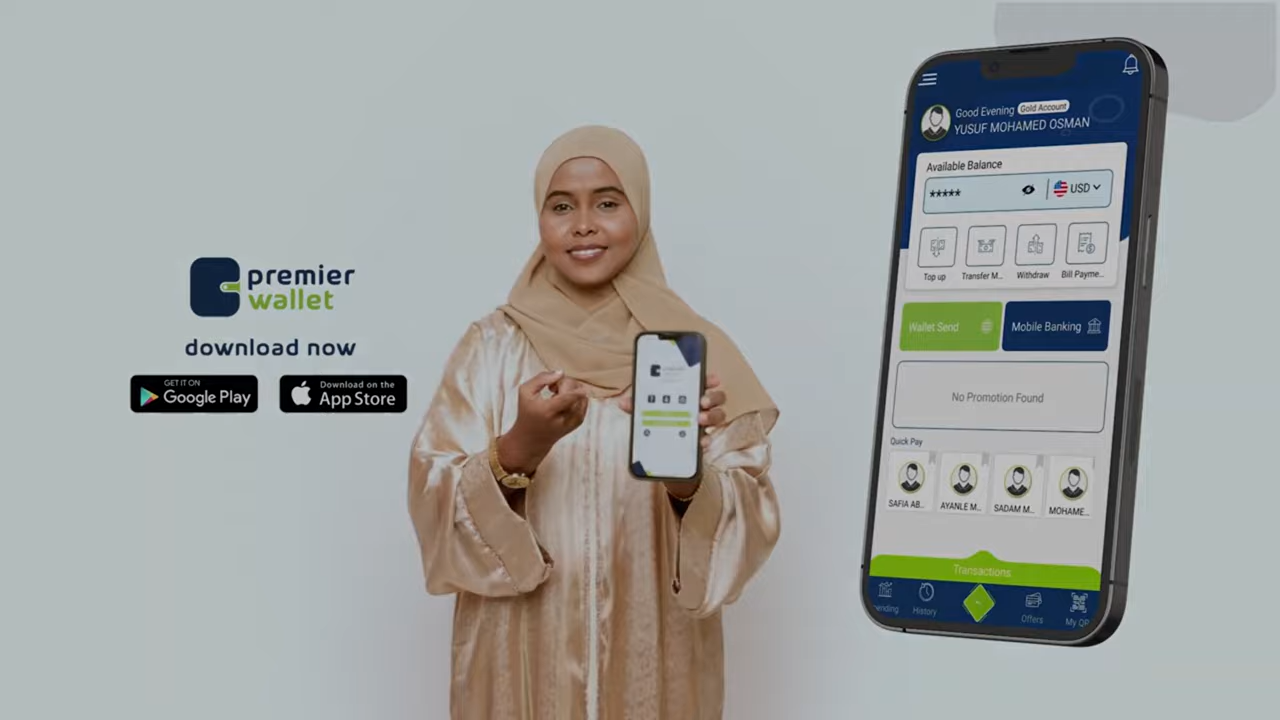 premier
wallet
download now
GET IT ON
Google Play
Download on the
App Store
Good Evening Gold Account
YUSUF MOHAMED OSMAN
Available Balance
***** USD
Top up Transfer M... Withdraw Bill Payme...
Wallet Send Mobile Banking
No Promotion Found
Quick Pay
SAFIA AB.. AYANLE M... SADAM M... MOHAME...
Transactions
ending History Offers My QR